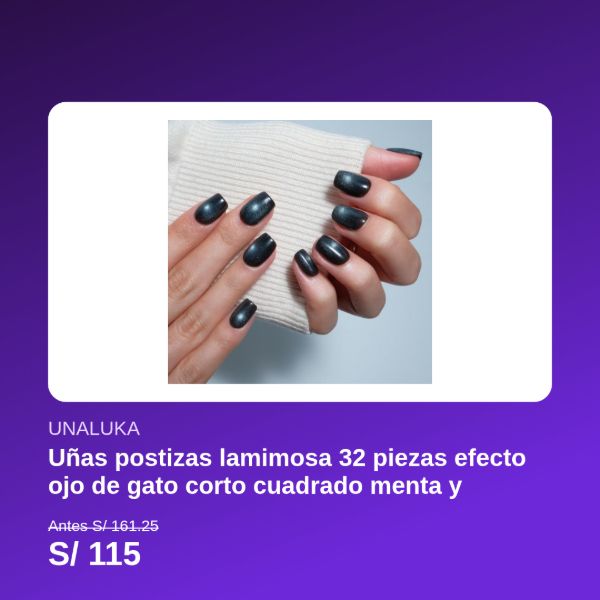 UNALUKA
Uñas postizas lamimosa 32 piezas efecto
ojo de gato corto cuadrado menta y
Antes S/ 161.25
S/ 115